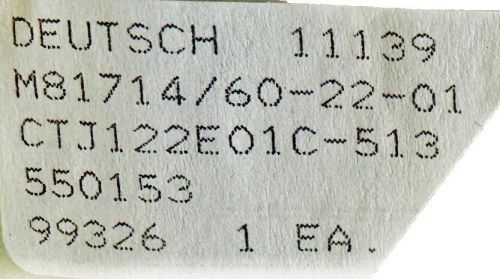 DEUTSCH 11139
M81714/60-22-01
CTJ122E01C-513
550153
99326 1 EA.